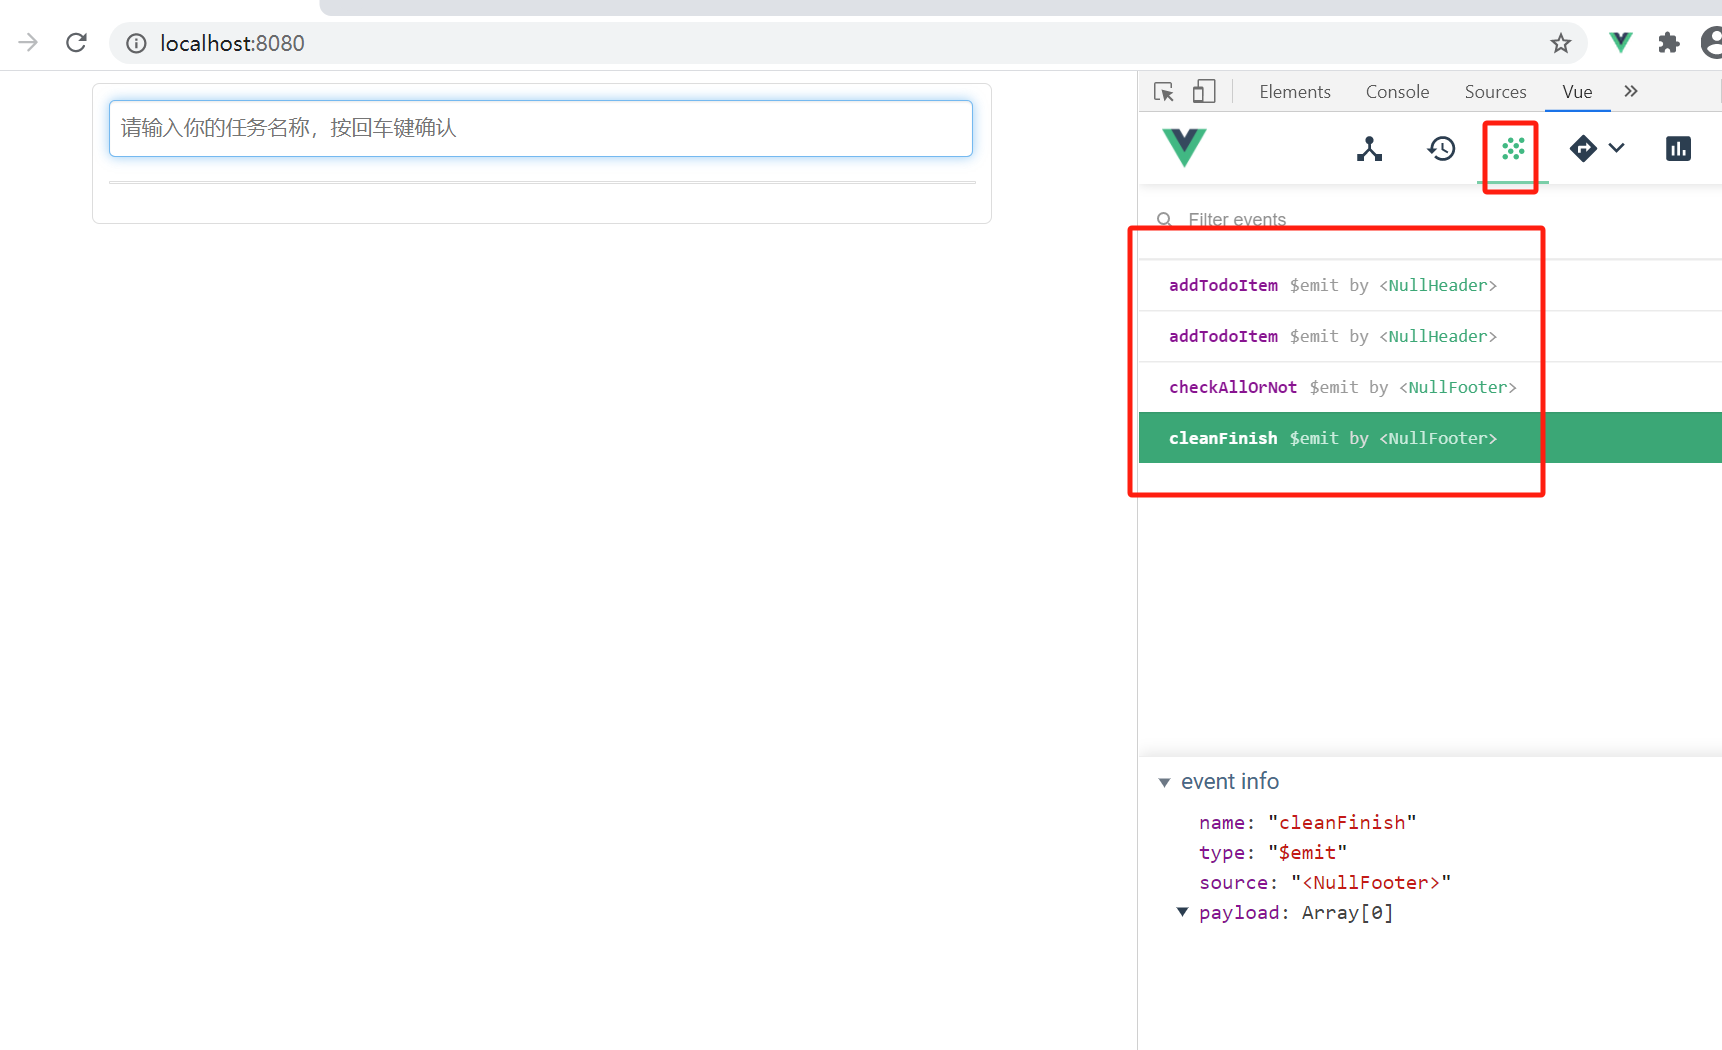 localhost:8080
请输入你的任务名称，按回车键确认
Elements Console Sources Vue
Filter events
addTodoItem $emit by <NullHeader>
addTodoItem $emit by <NullHeader>
checkAllOrNot $emit by <NullFooter>
cleanFinish $emit by <NullFooter>
event info
name: "cleanFinish"
type: "$emit"
source: "<NullFooter>"
payload: Array[0]